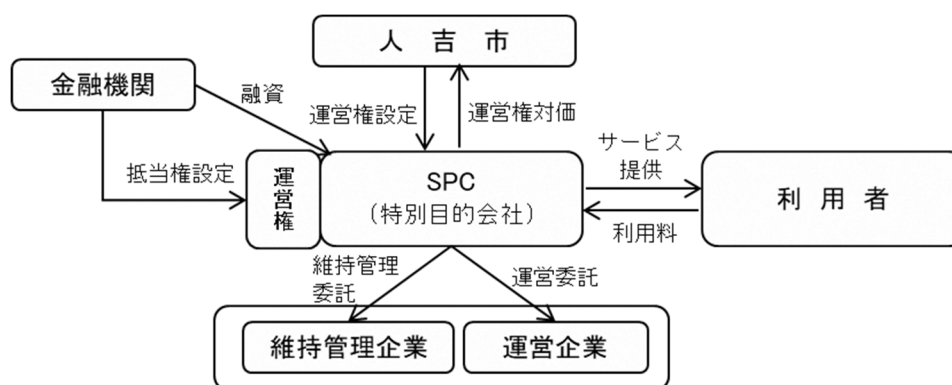 人吉市
金融機関
融資
運営権設定
運営権対価
サービス
提供
抵当権設定
運営権
SPC
（特別目的会社）
利用者
利用料
維持管理
委託
運営委託
維持管理企業
運営企業